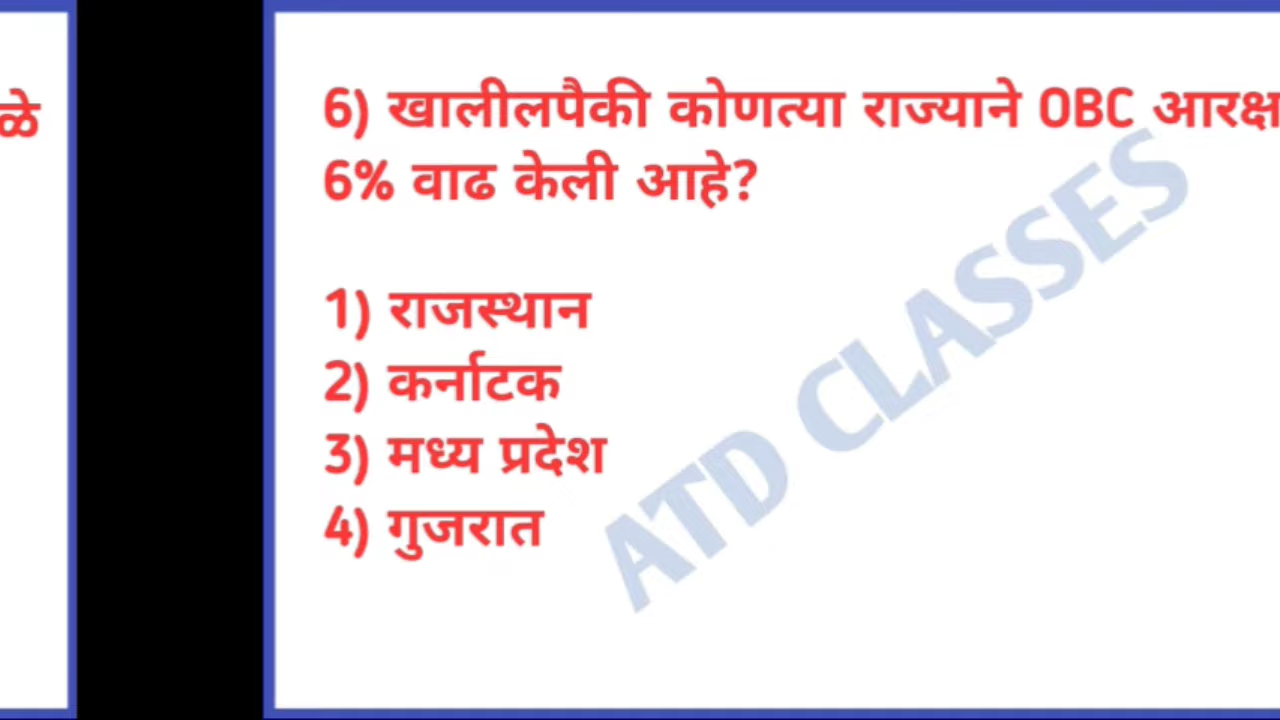 ळे
6) खालीलपैकी कोणत्या राज्याने OBC आरक्ष
6% वाढ केली आहे?
1) राजस्थान
2) कर्नाटक
3) मध्य प्रदेश
4) गुजरात
ATD CLASSES